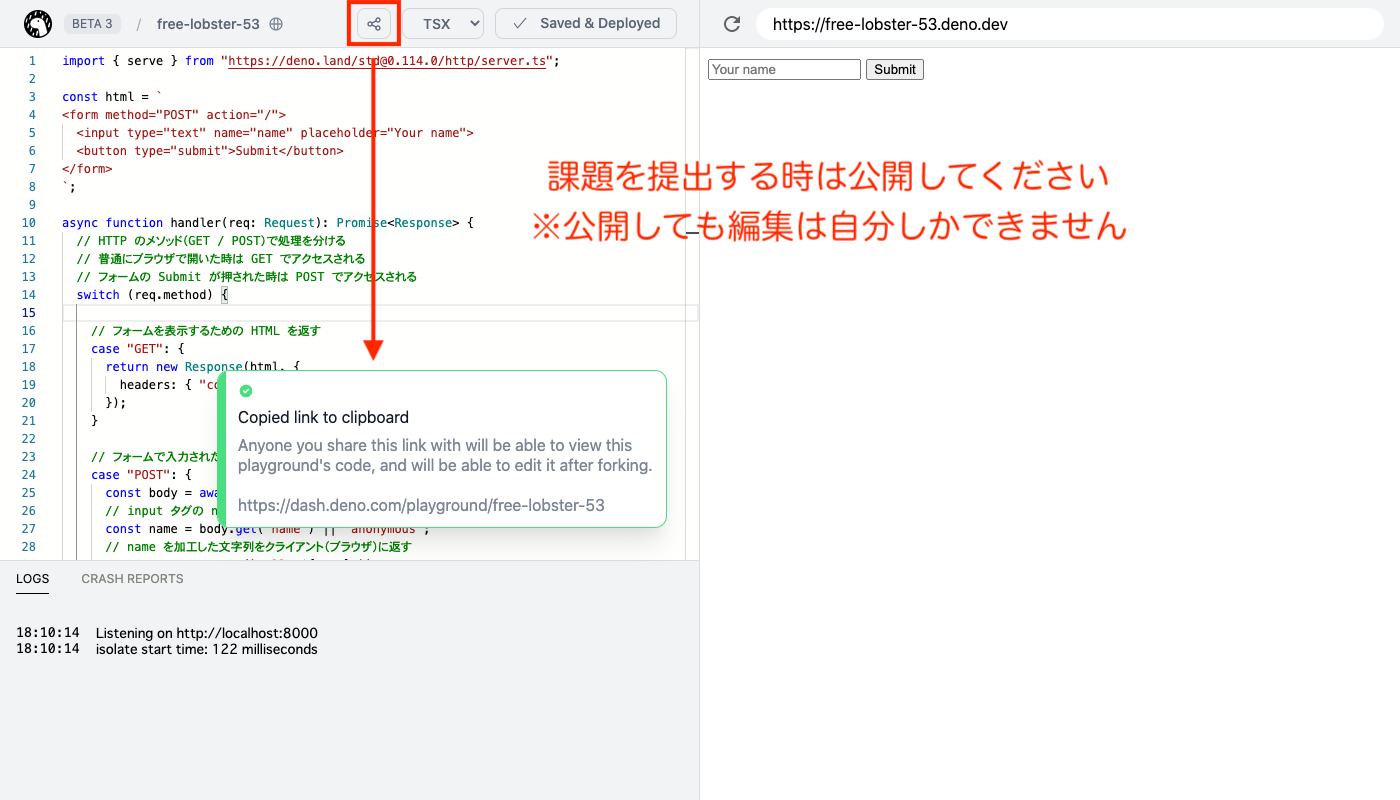 BETA 3 / free-lobster-53 TSX Saved & Deployed
https://free-lobster-53.deno.dev
1 import { serve } from "https://deno.land/std@0.114.0/http/server.ts";
2
3 const html = `
4 <form method="POST" action="/">
5 <input type="text" name="name" placeholder="Your name">
6 <button type="submit">Submit</button>
7 </form>
8 `;
9
10 async function handler(req: Request): Promise<Response> {
11 // HTTP のメソッド(GET / POST)で処理を分ける
12 // 普通にブラウザで開いた時は GET でアクセスされる
13 // フォームの Submit が押された時は POST でアクセスされる
14 switch (req.method) {
15
16 // フォームを表示するための HTML を返す
17 case "GET": {
18 return new Response(html, {
19 headers: { "co
20 });
21 }
22
23 // フォームで入力された
24 case "POST": {
25 const body = awa
26 // input タグの n
27 const name = body.get("name") || "anonymous";
28 // name を加工した文字列をクライアント(ブラウザ)に返す
Copied link to clipboard
Anyone you share this link with will be able to view this
playground's code, and will be able to edit it after forking.
https://dash.deno.com/playground/free-lobster-53
Your name Submit
課題を提出する時は公開してください
※公開しても編集は自分しかできません
LOGS CRASH REPORTS
18:10:14 Listening on http://localhost:8000
18:10:14 isolate start time: 122 milliseconds